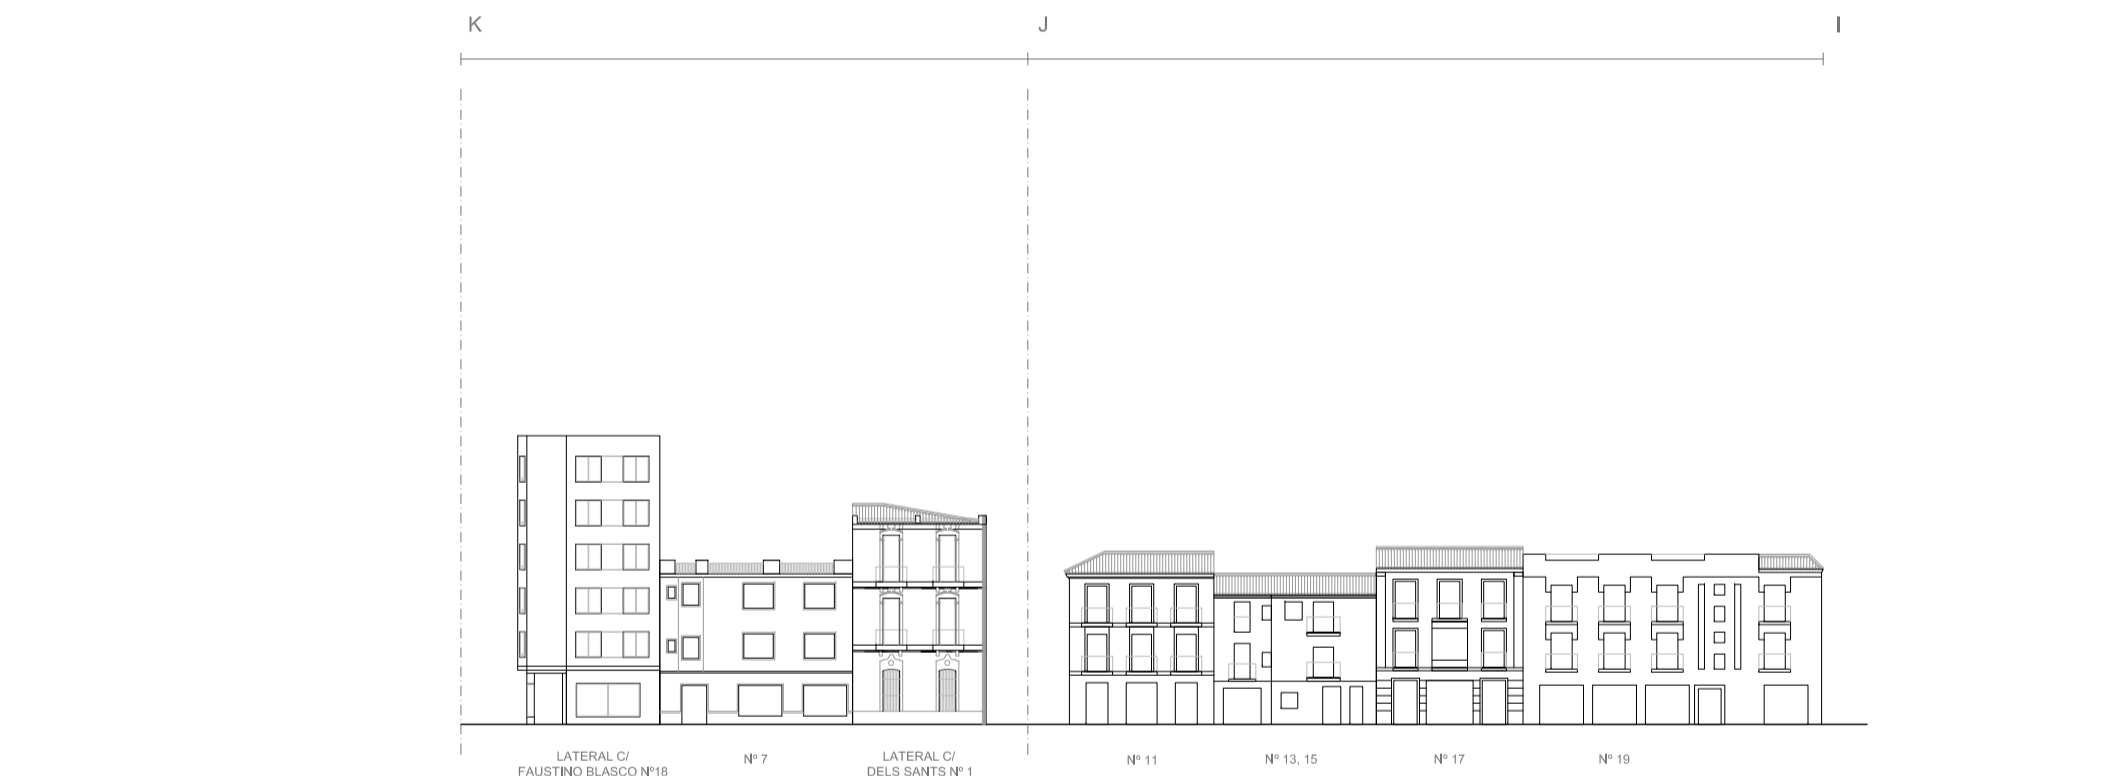 K
J
I
LATERAL C/
FAUSTINO BLASCO Nº18
Nº 7
LATERAL C/
DELS SANTS Nº 1
Nº 11
Nº 13, 15
Nº 17
Nº 19